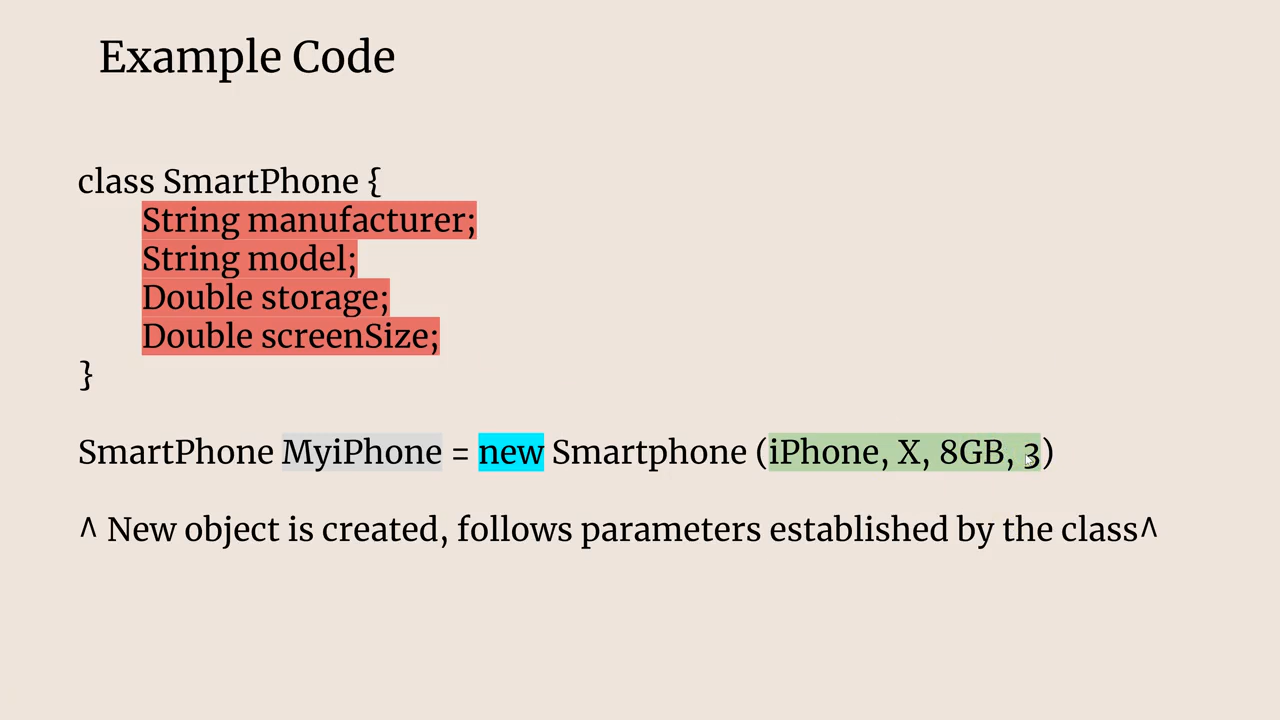 Example Code
class SmartPhone {
String manufacturer;
String model;
Double storage;
Double screenSize;
}
SmartPhone MyiPhone = new Smartphone (iPhone, X, 8GB, 3)
^ New object is created, follows parameters established by the class^